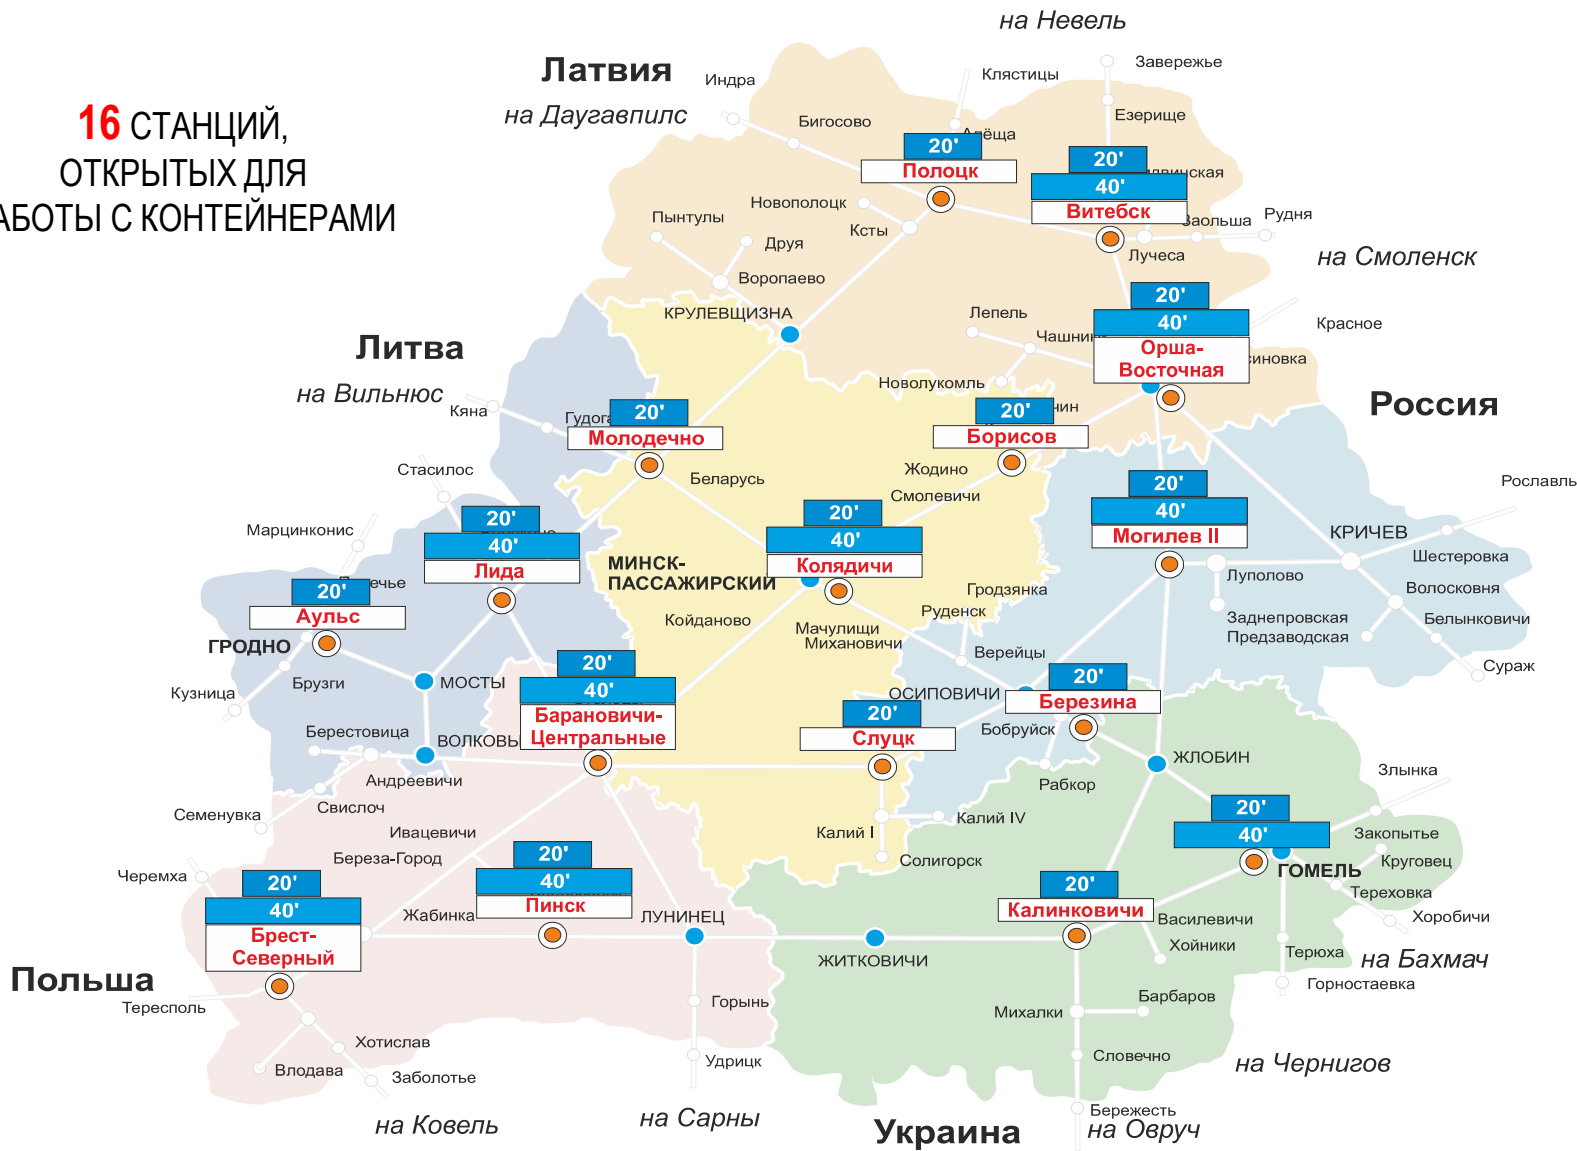 на Невель
Латвия
Индра
Клястицы
Завережье
на Даугавпилс
16 СТАНЦИЙ,
ОТКРЫТЫХ ДЛЯ
АБОТЫ С КОНТЕЙНЕРАМИ
Бигосово
Езерище
20'
Полоцк
20'
40'
Витебск
Новополоцк
Ксты
Пынтулы
Друя
Воропаево
Заольша
Рудня
Лучеса
на Смоленск
КРУЛЕВЩИЗНА
Лепель
Новолукомль
20'
40'
Орша-
Восточная
Красное
Литва
на Вильнюс
Кяна
20'
Молодечно
20'
Борисов
Россия
Стасилос
Беларусь
Жодино
Смолевичи
Рославль
Марцинконис
20'
40'
Лида
МИНСК-
ПАССАЖИРСКИЙ
20'
40'
Колядичи
20'
40'
Могилев II
КРИЧЕВ
Шестеровка
Луполово
Волосковня
20'
Аульс
ГРОДНО
Койданово
Мачулищи
Михановичи
Гродзянка
Руденск
Заднепровская
Предзаводская
Белынковичи
Верейцы
Сураж
Кузница
Брузги
МОСТЫ
20'
40'
Барановичи-
Центральные
ОСИПОВИЧИ
20'
Березина
20'
Слуцк
Бобруйск
Берестовица
Андреевичи
Рабкор
ЖЛОБИН
Злынка
Семенувка
Свислоч
Ивацевичи
Береза-Город
Калий I
Калий IV
Солигорск
20'
40'
ГОМЕЛЬ
Закопытье
Круговец
Тереховка
Хоробичи
Черемха
20'
40'
Брест-
Северный
Жабинка
20'
40'
Пинск
ЛУНИНЕЦ
20'
Калинковичи
Василевичи
Хойники
ЖИТКОВИЧИ
Терюха
на Бахмач
Горностаевка
Польша
Тересполь
Горынь
Михалки
Барбаров
Хотислав
Влодава
Заболотье
Удрицк
Словечно
на Чернигов
на Ковель
на Сарны
Украина
Бережесть
на Овруч